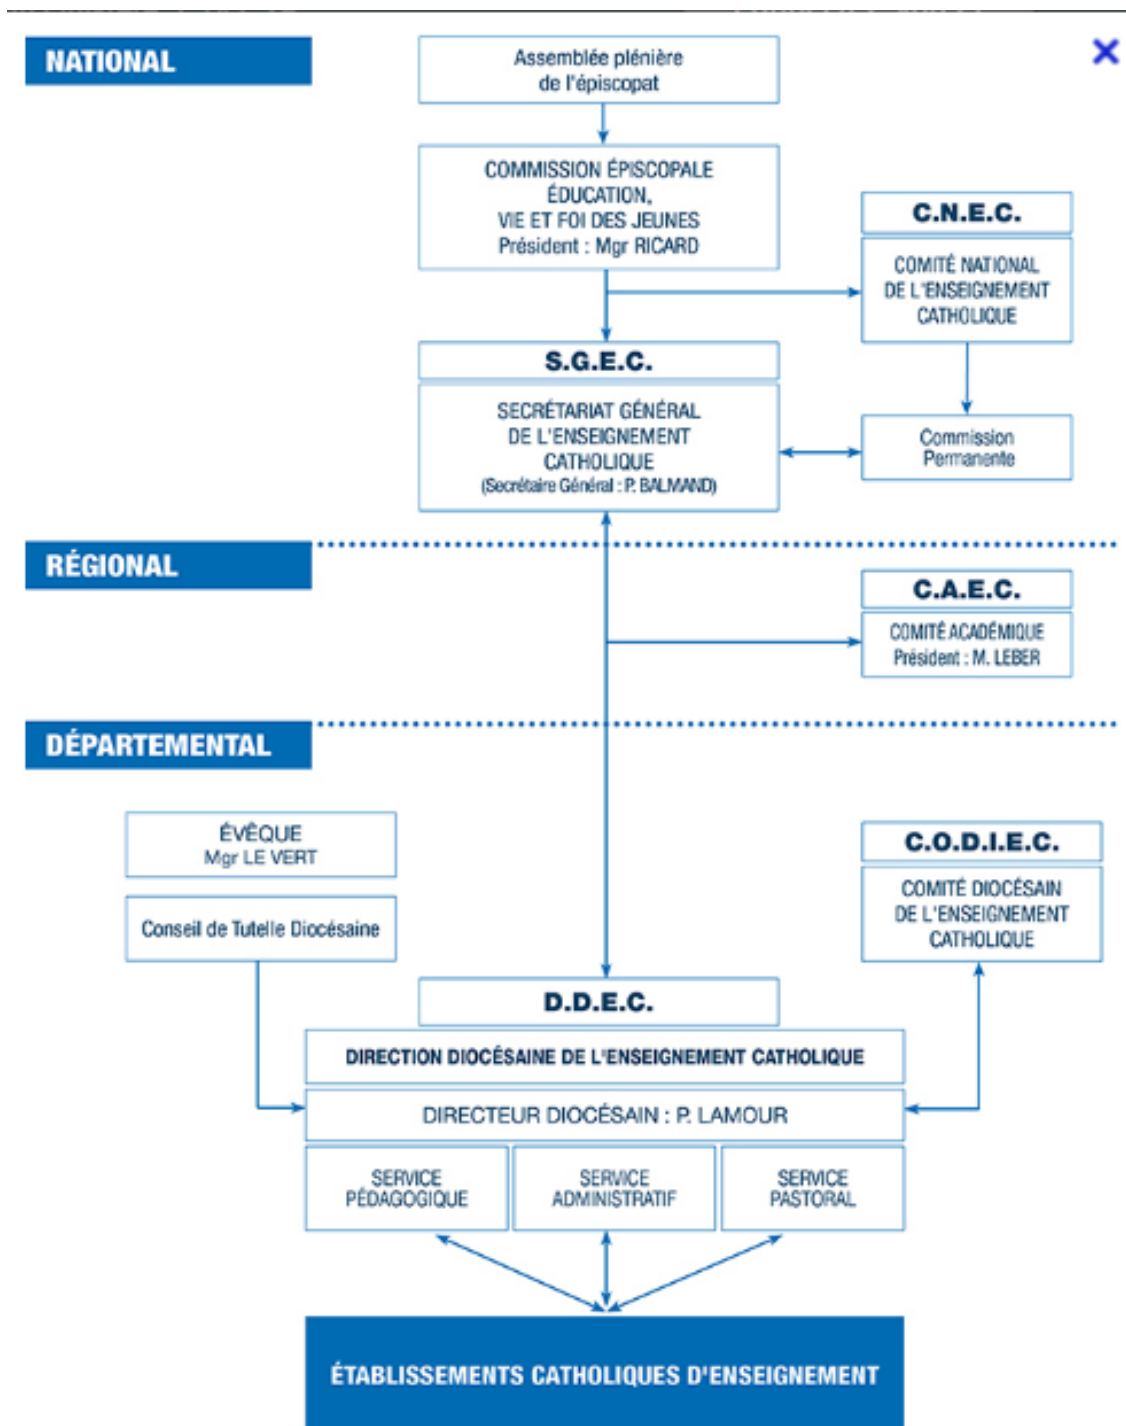 NATIONAL
Assemblée plénière
de l'épiscopat
COMMISSION ÉPISCOPALE
ÉDUCATION,
VIE ET FOI DES JEUNES
Président : Mgr RICARD
C.N.E.C.
COMITÉ NATIONAL
DE L'ENSEIGNEMENT
CATHOLIQUE
S.G.E.C.
SECRÉTARIAT GÉNÉRAL
DE L'ENSEIGNEMENT
CATHOLIQUE
(Secrétaire Général : P. BALMAND)
Commission
Permanente
RÉGIONAL
C.A.E.C.
COMITÉ ACADÉMIQUE
Président : M. LEBER
DÉPARTEMENTAL
ÉVÊQUE
Mgr LE VERT
Conseil de Tutelle Diocésaine
C.O.D.I.E.C.
COMITÉ DIOCÉSAIN
DE L'ENSEIGNEMENT
CATHOLIQUE
D.D.E.C.
DIRECTION DIOCÉSAINE DE L'ENSEIGNEMENT CATHOLIQUE
DIRECTEUR DIOCÉSAIN : P. LAMOUR
SERVICE
PÉDAGOGIQUE
SERVICE
ADMINISTRATIF
SERVICE
PASTORAL
ÉTABLISSEMENTS CATHOLIQUES D'ENSEIGNEMENT